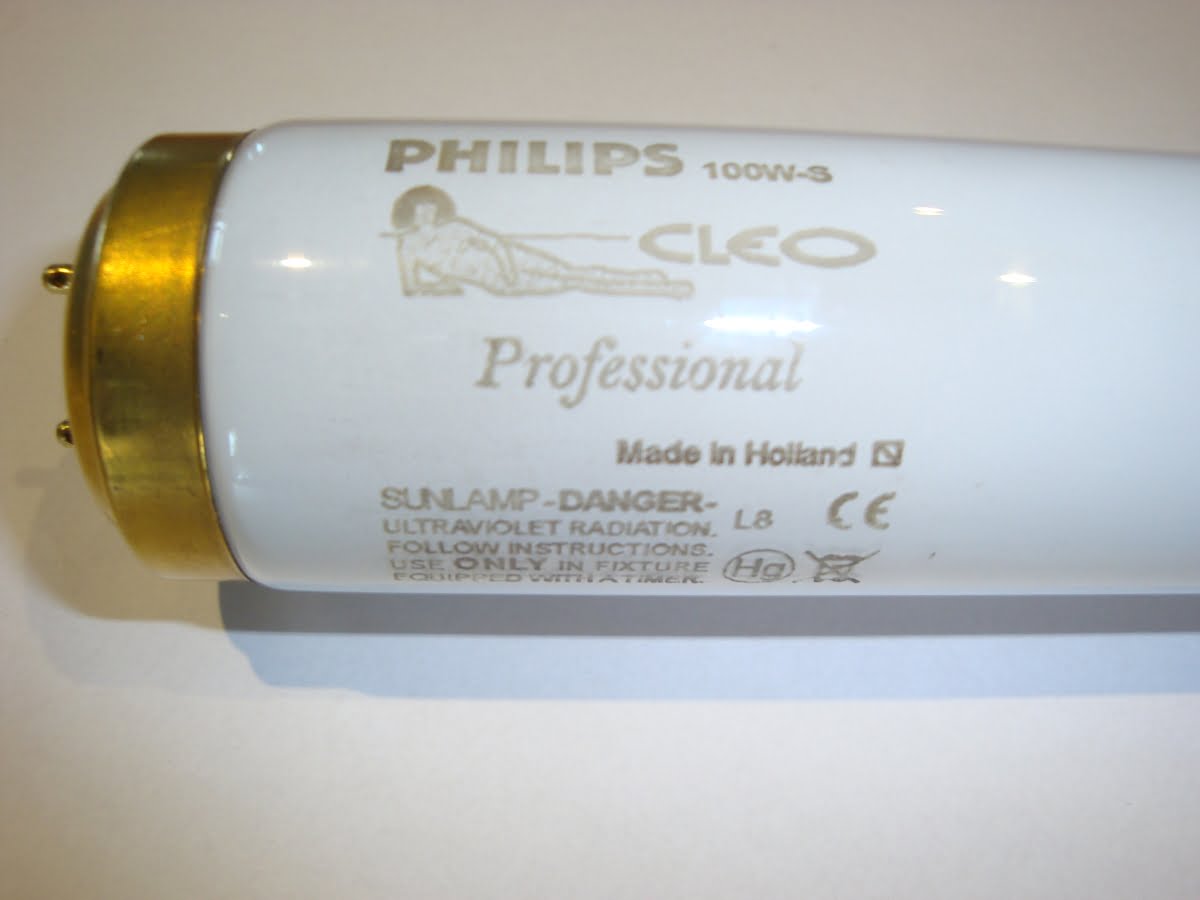 PHILIPS 100W-S
CLEO
Professional
Made in Holland
SUNLAMP-DANGER-
ULTRAVIOLET RADIATION.
FOLLOW INSTRUCTIONS.
USE ONLY IN FIXTURE
EQUIPPED WITH A TIMER.
L8 CE
Hg